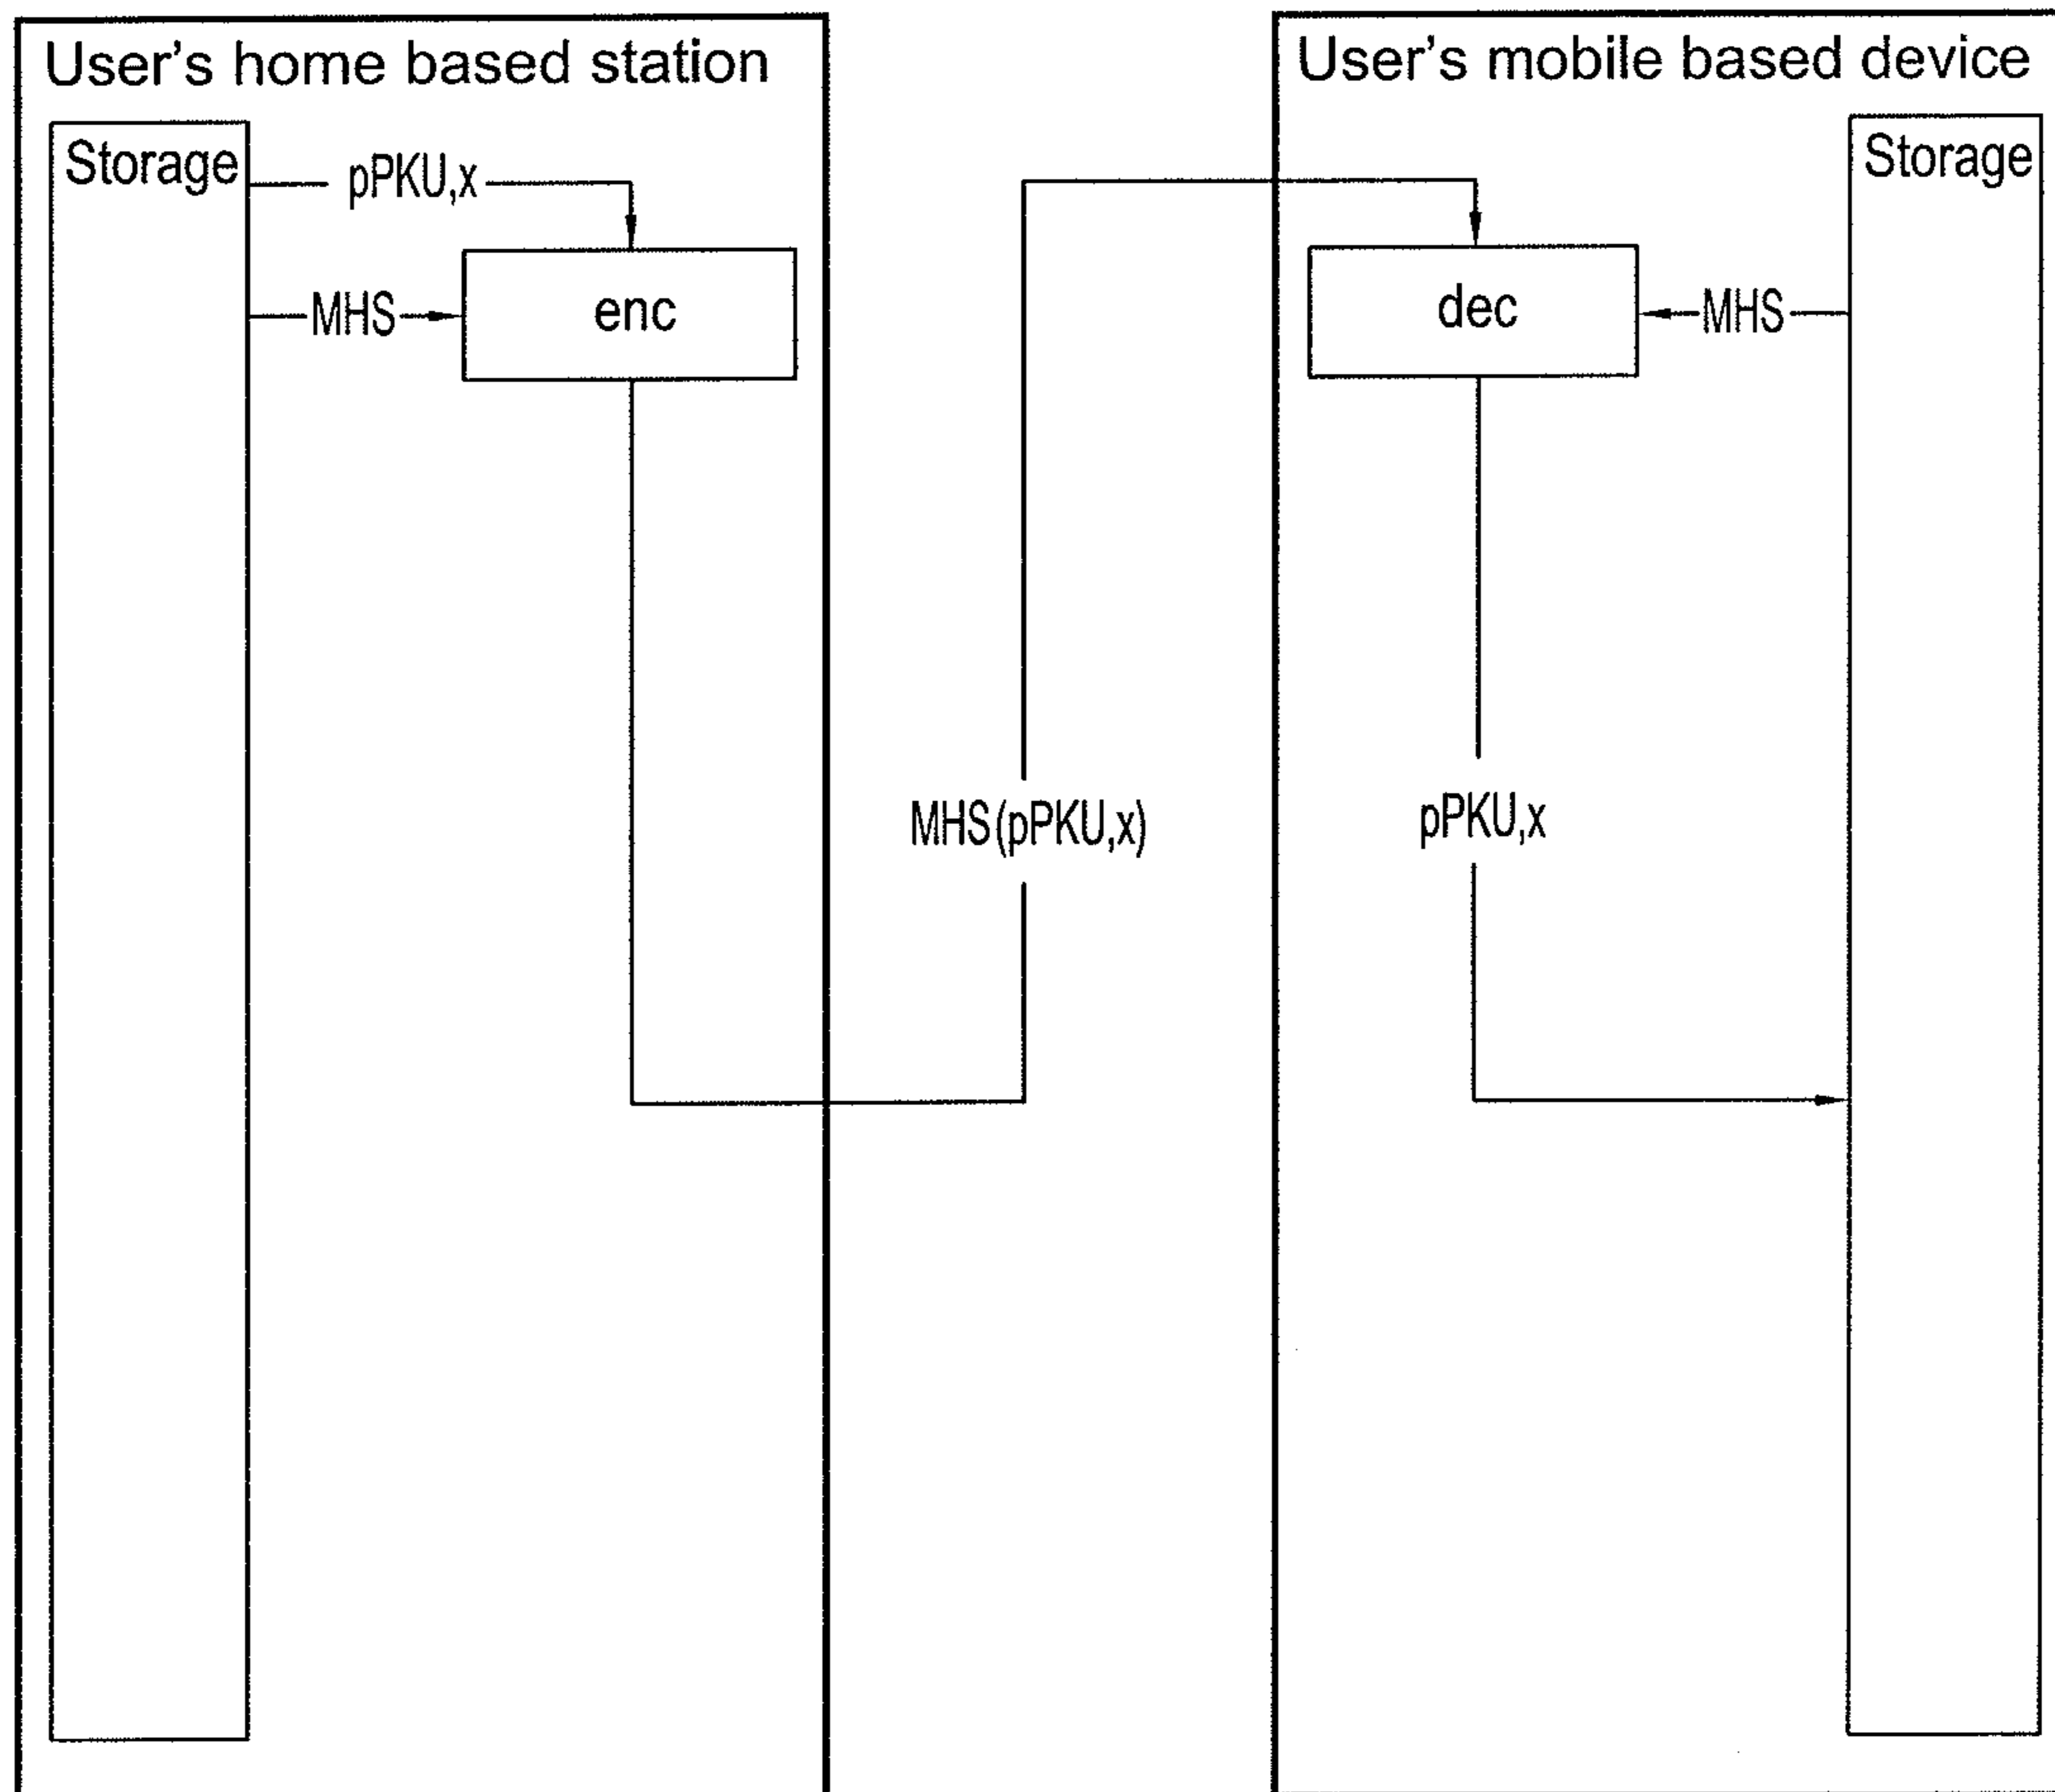 User's home based station
Storage
pPKU,x
MHS
enc
MHS(pPKU,x)
User's mobile based device
Storage
dec
MHS
pPKU,x